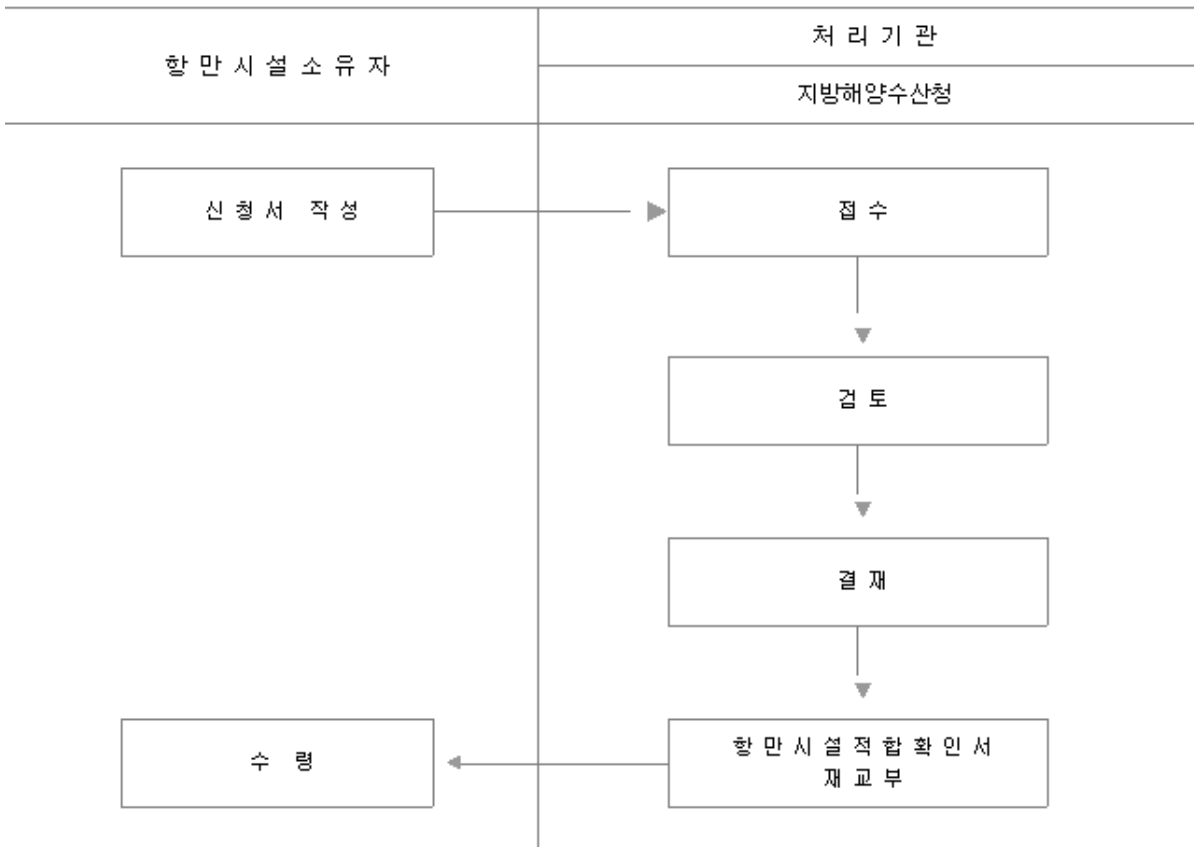 항만시설소유자
처리기관
지방해양수산청
신청서 작성
접수
검토
결재
수 령
항만시설적합확인서
재교부